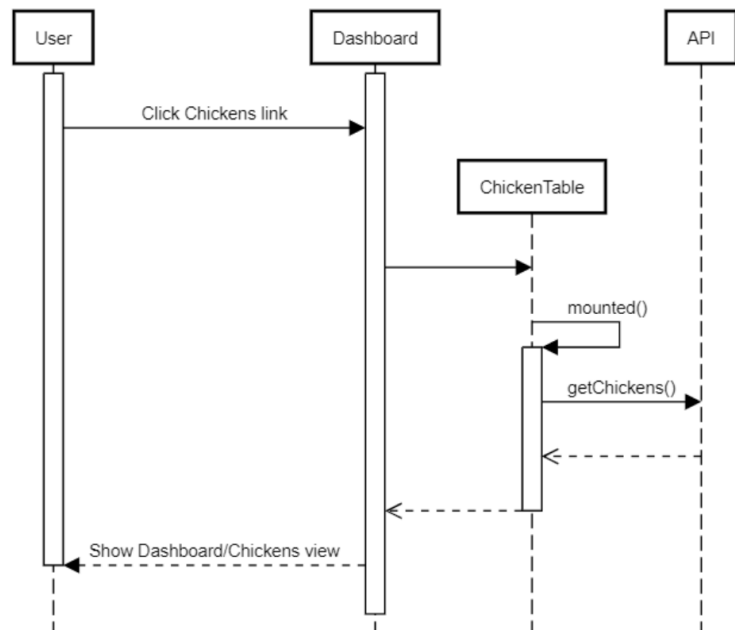 User
Dashboard
API
Click Chickens link
ChickenTable
mounted()
getChickens()
Show Dashboard/Chickens view